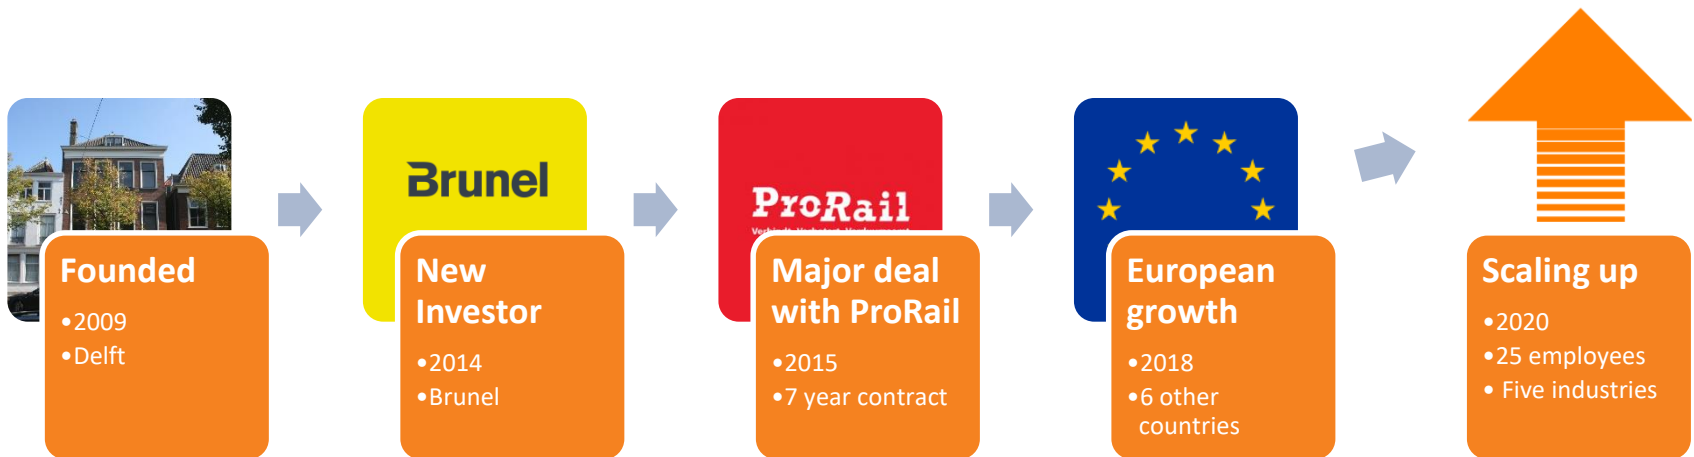 Founded
•2009
•Delft
Brunel
New
Investor
•2014
•Brunel
ProRail
Major deal
with ProRail
•2015
•7 year contract
European
growth
•2018
•6 other
countries
Scaling up
•2020
•25 employees
• Five industries